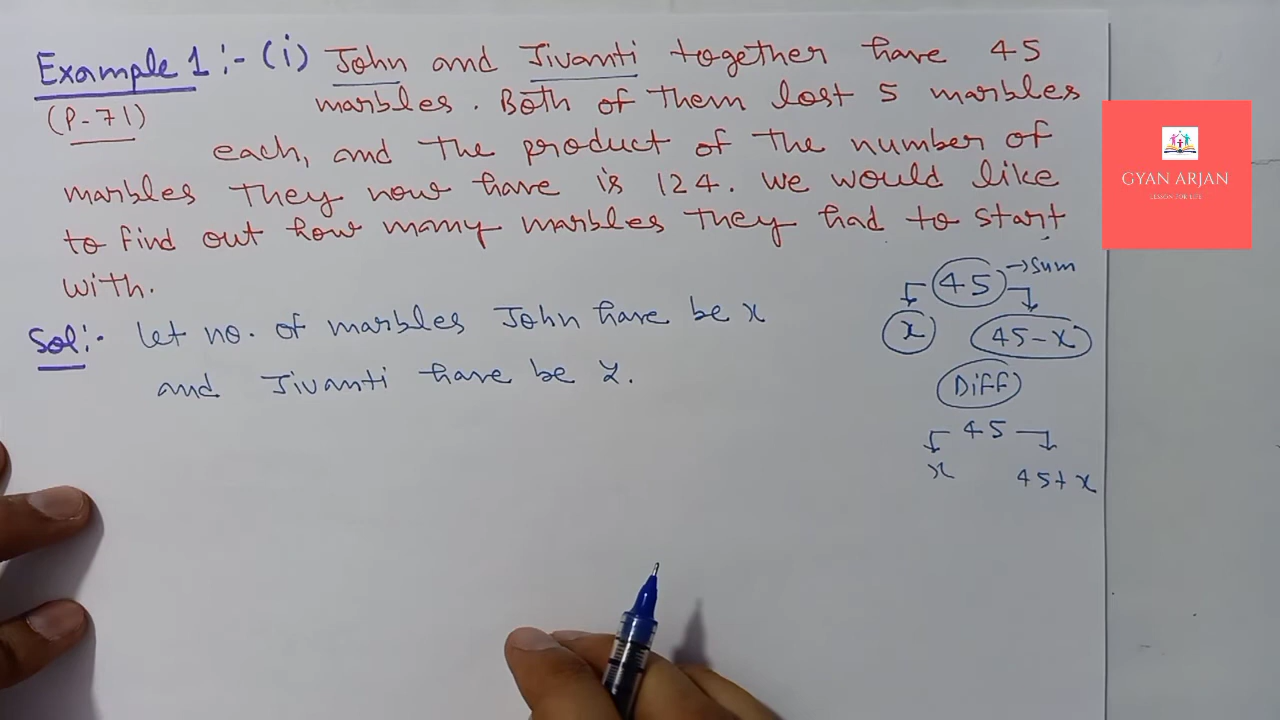 Example 1:- (i) John and Jivanti together have 45
marbles. Both of them lost 5 marbles
(P-71)
each, and the product of the number of
marbles they now have is 124. We would like
to find out how many marbles they had to start
with.
Sol:- let no. of marbles John have be x
and Jivanti have be y.
45 → Sum
x 45-x
Diff
45
x 45+x
GYAN ARJAN
LESSON FOR LIFE